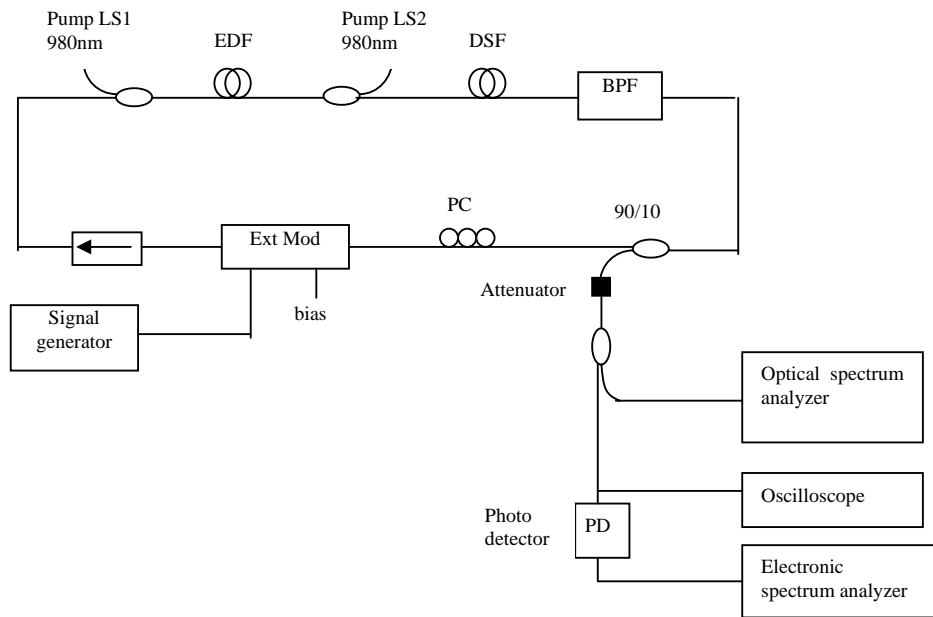 Pump LS1
980nm
EDF
Pump LS2
980nm
DSF
BPF
PC
90/10
Ext Mod
Attenuator
bias
Signal
generator
Optical spectrum
analyzer
Oscilloscope
Photo
detector
PD
Electronic
spectrum analyzer